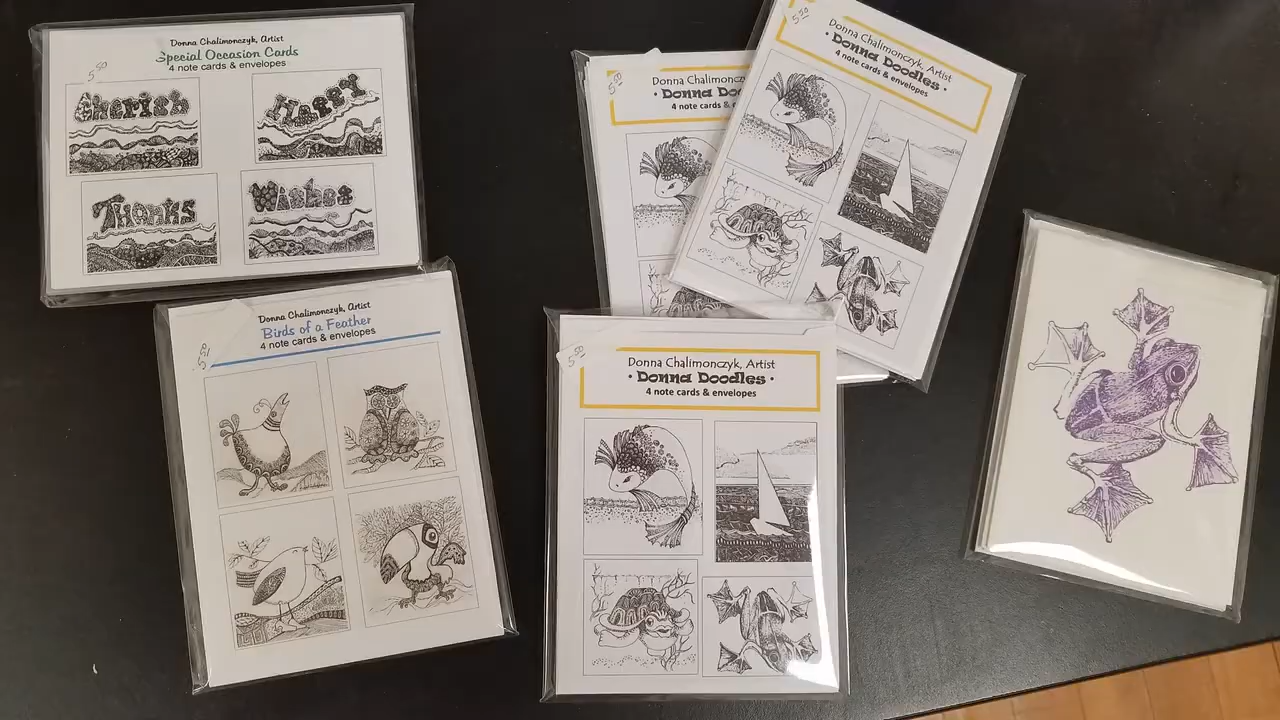 Donna Chalimonczyk, Artist
Special Occasion Cards
4 note cards & envelopes
5.50
Cherish
Happy
Thanks
Wishes
Donna Chalimonczyk, Artist
Birds of a Feather
4 note cards & envelopes
5.50
Donna Chalimonczyk,
• Donna Doo
4 note cards & e
5.50
Donna Chalimonczyk, Artist
• Donna Doodles •
4 note cards & envelopes
5.50
Donna Chalimonczyk, Artist
• Donna Doodles •
4 note cards & envelopes
5.50